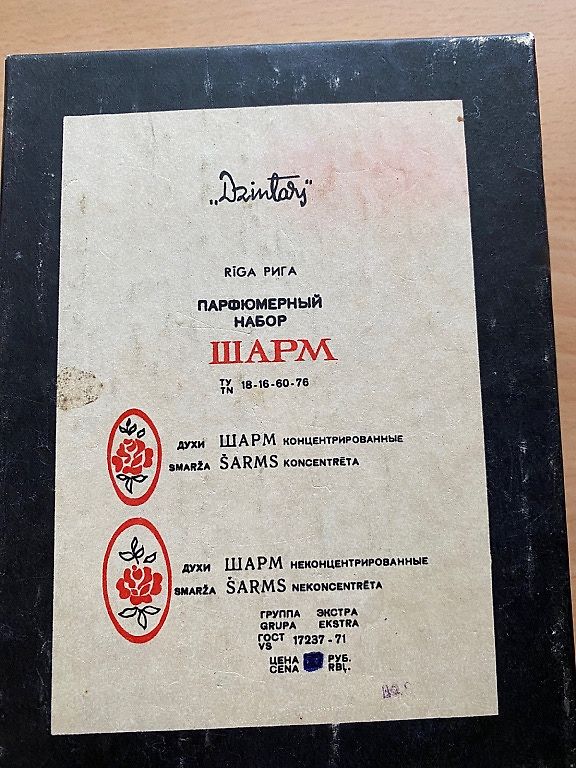 „Dzintars"
RĪGA РИГА
ПАРФЮМЕРНЫЙ
НАБОР
ШАРМ
ТУ
TN 18-16-60-76
ДУХИ ШАРМ КОНЦЕНТРИРОВАННЫЕ
SMARŽA ŠARMS KONCENTRĒTA
ДУХИ ШАРМ НЕКОНЦЕНТРИРОВАННЫЕ
SMARŽA ŠARMS NEKONCENTRĒTA
ГРУППА ЭКСТРА
GRUPA EKSTRA
ГОСТ
VS 17237-71
ЦЕНА РУБ.
CENA RBĻ.